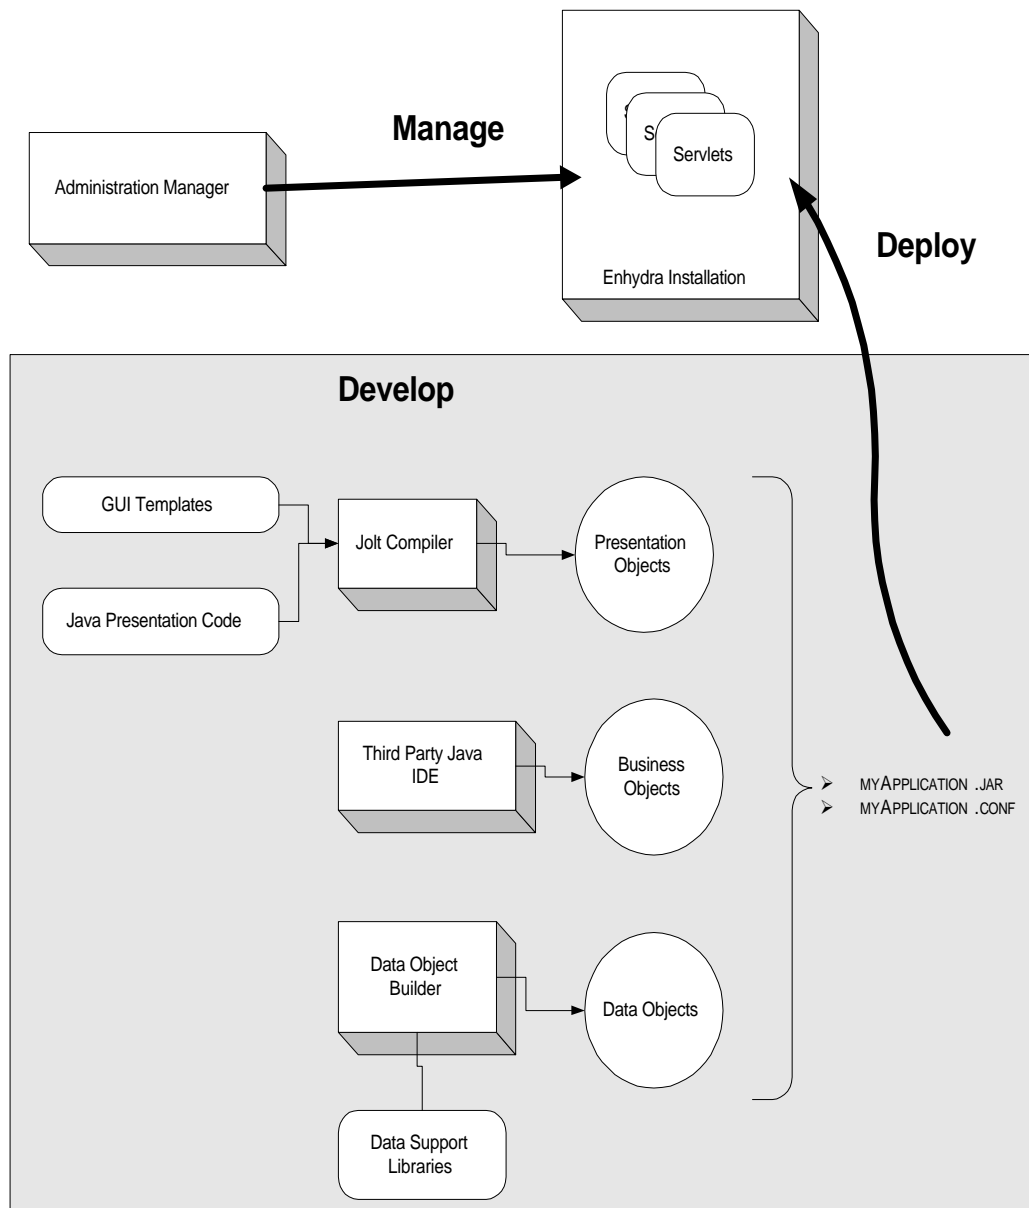 Manage
Servlets
Administration Manager
Deploy
Enhydra Installation
Develop
GUI Templates
Jolt Compiler
Presentation
Objects
Java Presentation Code
Third Party Java
IDE
Business
Objects
➢ MYAPPLICATION .JAR
➢ MYAPPLICATION .CONF
Data Object
Builder
Data Objects
Data Support
Libraries